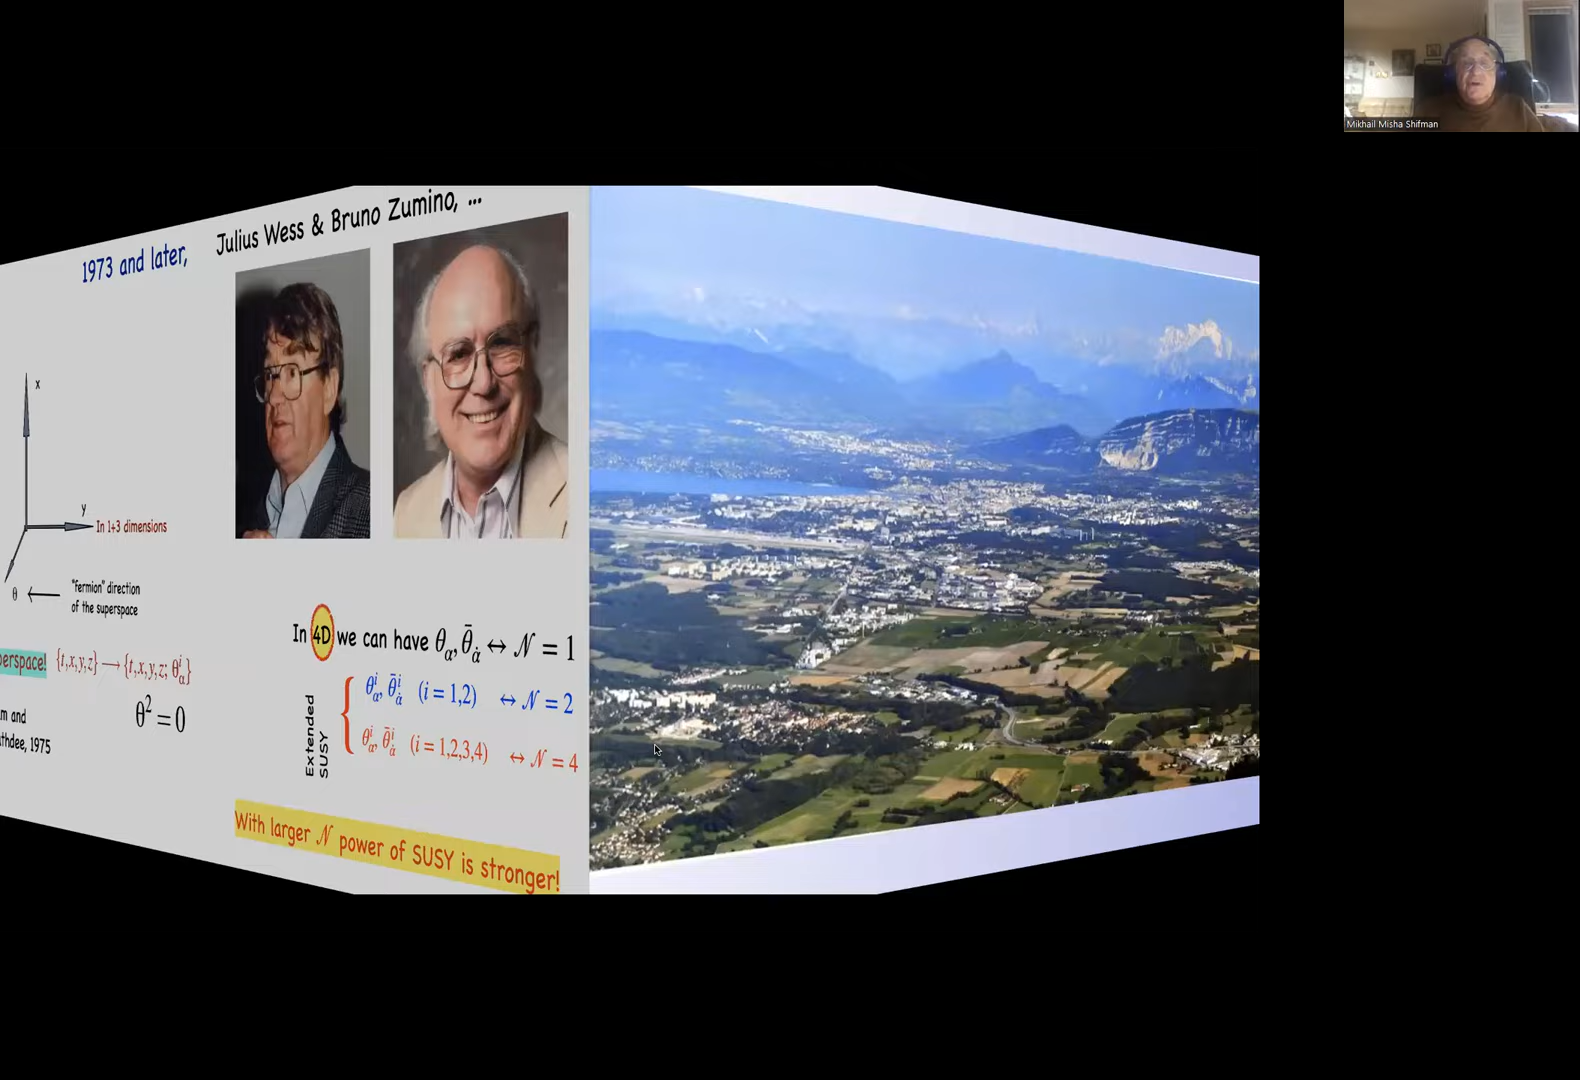 Mikhail Misha Shifman
Julius Wess & Bruno Zumino, ...
1973 and later,
x
y
In 1+3 dimensions
θ
"fermion" direction
of the superspace
In 4D we can have θ_α, θ̄_α̇ ↔ 𝒩 = 1
perspace! {t,x,y,z} → {t,x,y,z; θ^i_α}
θ² = 0
m and
thdee, 1975
Extended
SUSY
θ^i_α, θ̄^i_α̇ (i = 1,2) ↔ 𝒩 = 2
θ^i_α, θ̄^i_α̇ (i = 1,2,3,4) ↔ 𝒩 = 4
With larger 𝒩 power of SUSY is stronger!